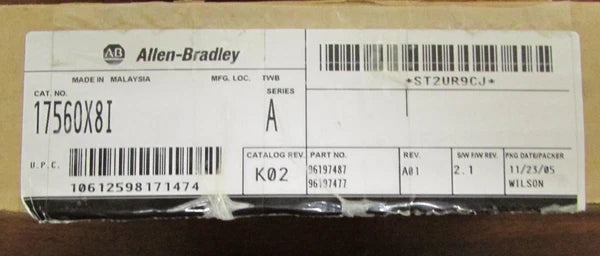 AB Allen-Bradley
*ST2UR9CJ*
MADE IN MALAYSIA MFG. LOC. TWB
CAT. NO. SERIES
1756OX8I A
U.P.C.
10612598171474
CATALOG REV. PART NO. REV. S/W F/W REV. PKG DATE/PACKER
K02 96197487 A01 2.1 11/23/05
96197477 WILSON